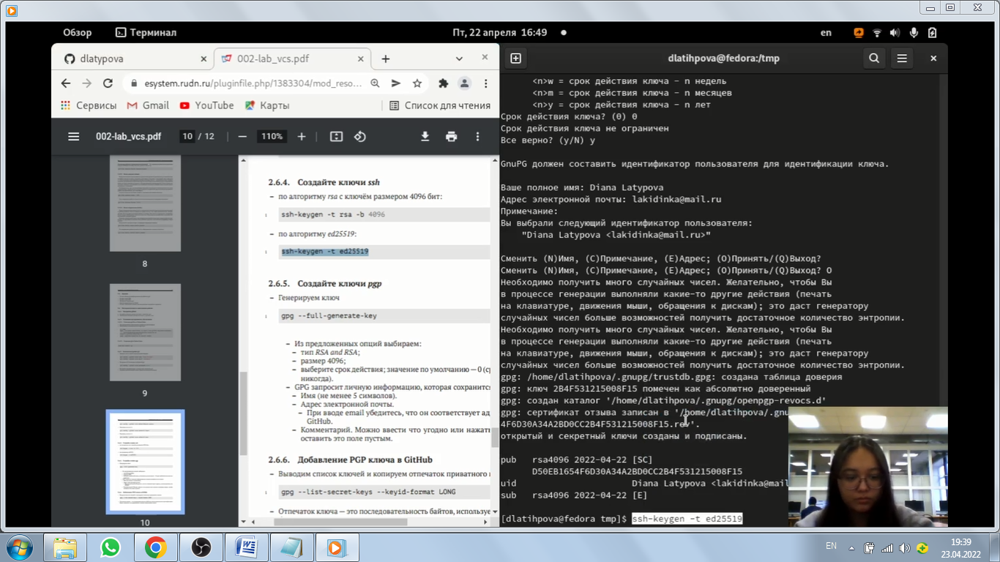 Обзор
Терминал
Пт, 22 апреля 16:49
en
dlatypova
002-lab_vcs.pdf
esystem.rudn.ru/pluginfile.php/1383304/mod_reso...
Сервисы
Gmail
YouTube
Карты
Список для чтения
002-lab_vcs.pdf
10 / 12
110%
8
9
10
2.6.4. Создайте ключи ssh
– по алгоритму rsa с ключём размером 4096 бит:
1 ssh-keygen -t rsa -b 4096
– по алгоритму ed25519:
1 ssh-keygen -t ed25519
2.6.5. Создайте ключи pgp
– Генерируем ключ
1 gpg --full-generate-key
– Из предложенных опций выбираем:
– тип RSA and RSA;
– размер 4096;
– выберите срок действия; значение по умолчанию — 0 (с
никогда).
– GPG запросит личную информацию, которая сохранится
– Имя (не менее 5 символов).
– Адрес электронной почты.
– При вводе email убедитесь, что он соответствует ад
GitHub.
– Комментарий. Можно ввести что угодно или нажать
оставить это поле пустым.
2.6.6. Добавление PGP ключа в GitHub
– Выводим список ключей и копируем отпечаток приватного
1 gpg --list-secret-keys --keyid-format LONG
– Отпечаток ключа — это последовательность байтов, используе
dlatihpova@fedora:/tmp
<n>w = срок действия ключа - n недель
<n>m = срок действия ключа - n месяцев
<n>y = срок действия ключа - n лет
Срок действия ключа? (0) 0
Срок действия ключа не ограничен
Все верно? (y/N) y
GnuPG должен составить идентификатор пользователя для идентификации ключа.
Ваше полное имя: Diana Latypova
Адрес электронной почты: lakidinka@mail.ru
Примечание:
Вы выбрали следующий идентификатор пользователя:
"Diana Latypova <lakidinka@mail.ru>"
Сменить (N)Имя, (C)Примечание, (E)Адрес; (O)Принять/(Q)Выход?
Сменить (N)Имя, (C)Примечание, (E)Адрес; (O)Принять/(Q)Выход? O
Необходимо получить много случайных чисел. Желательно, чтобы Вы
в процессе генерации выполняли какие-то другие действия (печать
на клавиатуре, движения мыши, обращения к дискам); это даст генератору
случайных чисел больше возможностей получить достаточное количество энтропии.
Необходимо получить много случайных чисел. Желательно, чтобы Вы
в процессе генерации выполняли какие-то другие действия (печать
на клавиатуре, движения мыши, обращения к дискам); это даст генератору
случайных чисел больше возможностей получить достаточное количество энтропии.
gpg: /home/dlatihpova/.gnupg/trustdb.gpg: создана таблица доверия
gpg: ключ 2B4F531215008F15 помечен как абсолютно доверенный
gpg: создан каталог '/home/dlatihpova/.gnupg/openpgp-revocs.d'
gpg: сертификат отзыва записан в '/home/dlatihpova/.gnu
открытый и секретный ключи созданы и подписаны.
pub rsa4096 2022-04-22 [
uid Diana Latypova <lakidinka@mail
sub rsa4096 2022-04-22 [E]
[dlatihpova@fedora tmp]$ ssh-keygen -t ed25519
EN
19:39
23.04.2022